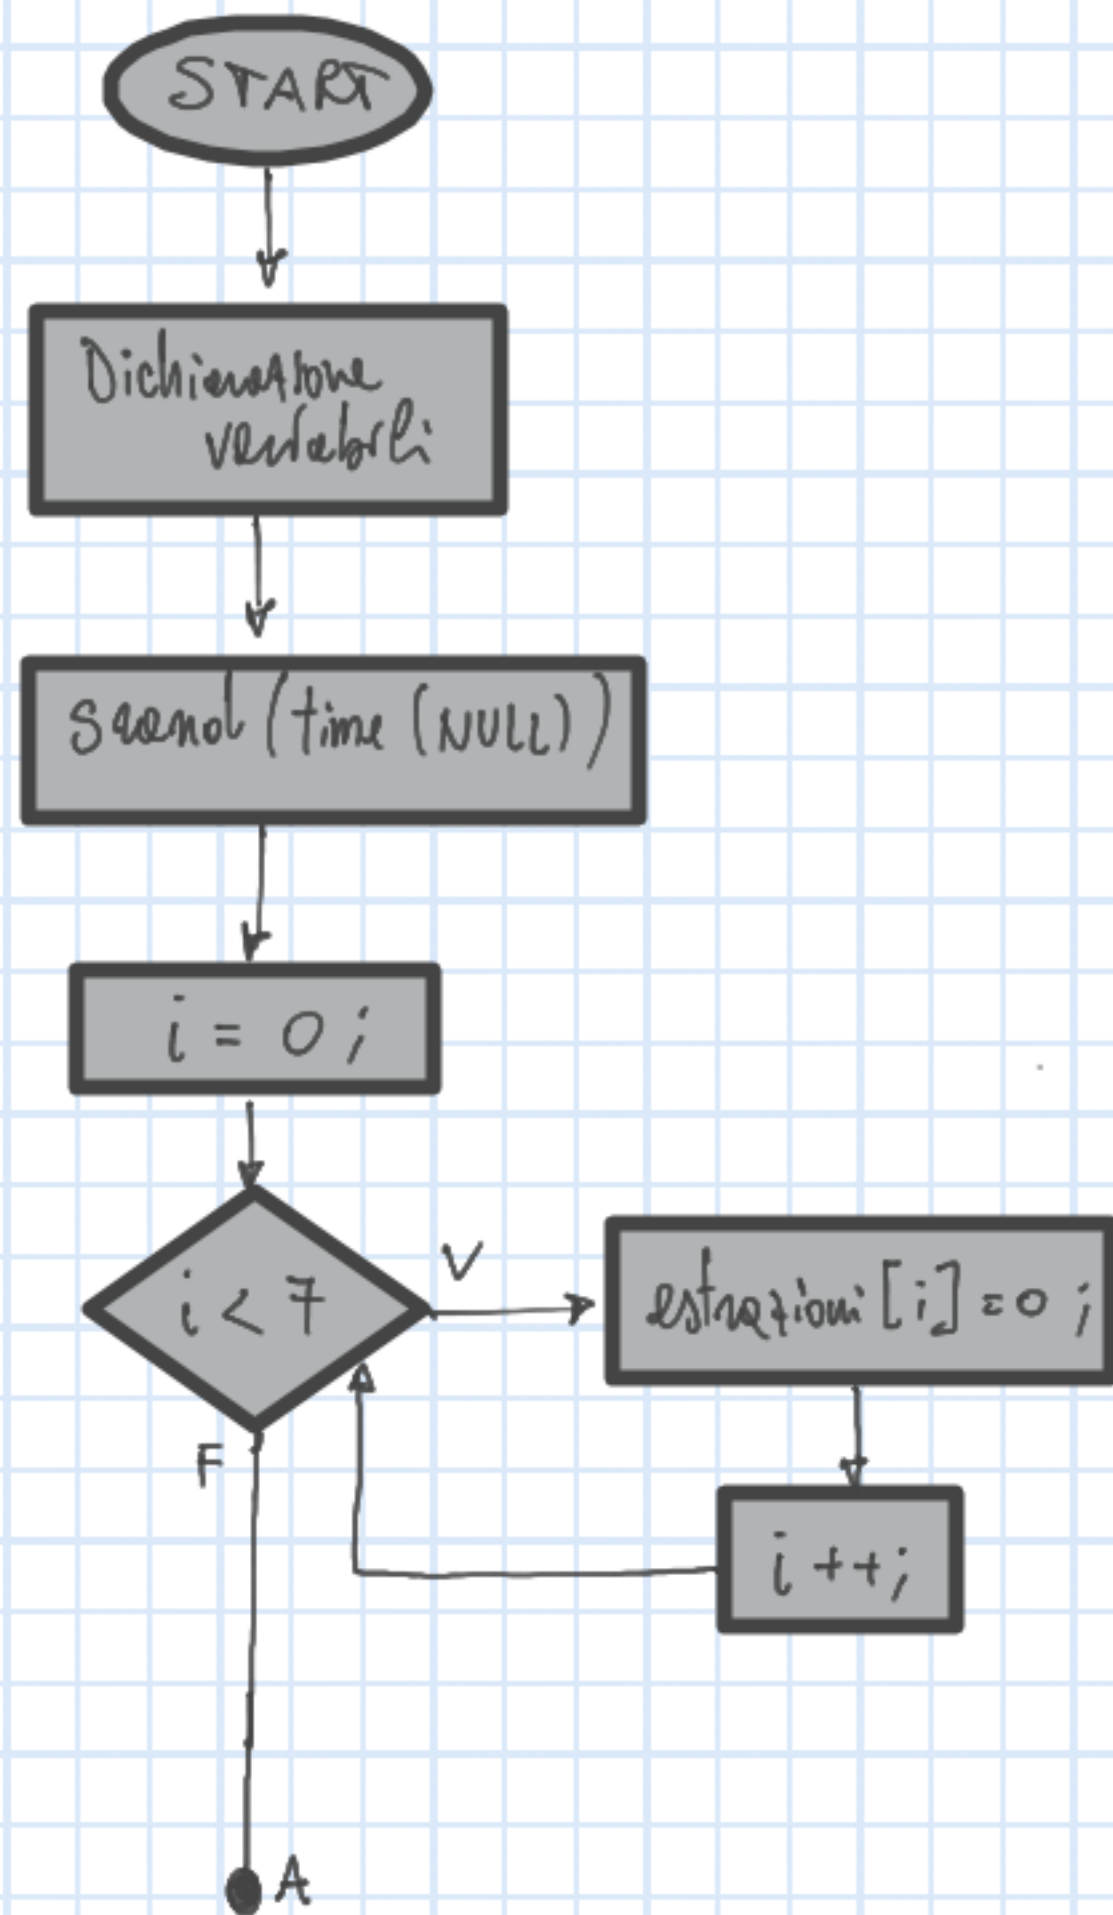 START
Dichiarazione
variabili
srand (time (NULL))
i = 0 ;
i < 7
V
estrazioni [i] = 0 ;
F
i ++;
A